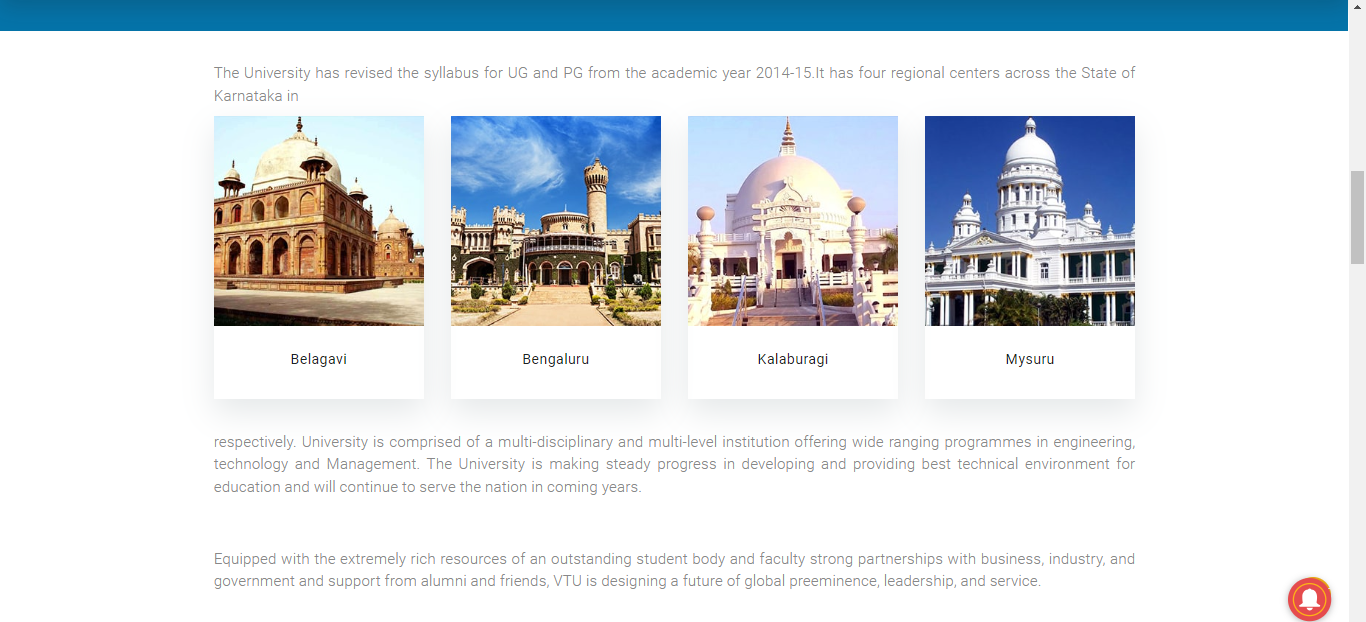 The University has revised the syllabus for UG and PG from the academic year 2014-15.It has four regional centers across the State of
Karnataka in
Belagavi
Bengaluru
Kalaburagi
Mysuru
respectively. University is comprised of a multi-disciplinary and multi-level institution offering wide ranging programmes in engineering,
technology and Management. The University is making steady progress in developing and providing best technical environment for
education and will continue to serve the nation in coming years.
Equipped with the extremely rich resources of an outstanding student body and faculty strong partnerships with business, industry, and
government and support from alumni and friends, VTU is designing a future of global preeminence, leadership, and service.